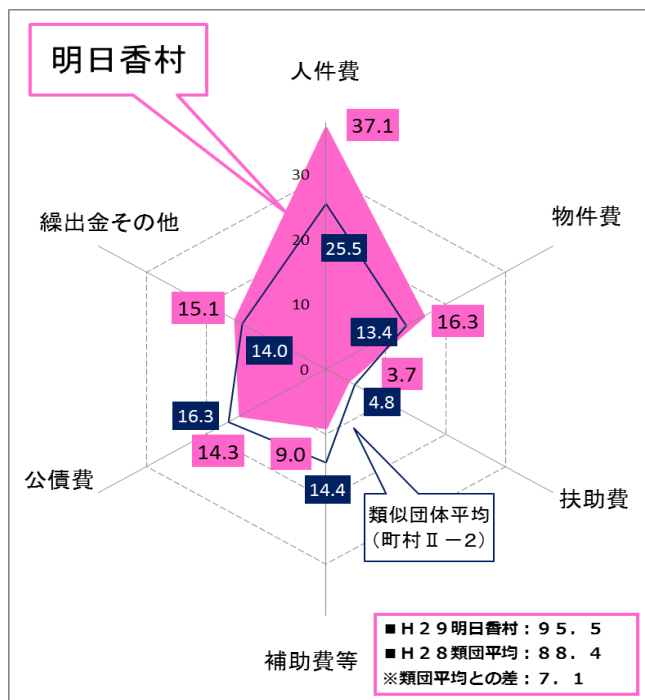 明日香村
人件費
37.1
30
物件費
繰出金その他
20
25.5
15.1
10
13.4
16.3
14.0
0
3.7
4.8
16.3
14.3
9.0
公債費
14.4
扶助費
類似団体平均
（町村Ⅱ－２）
補助費等
■Ｈ２９明日香村：９５．５
■Ｈ２８類団平均：８８．４
※類団平均との差：７．１